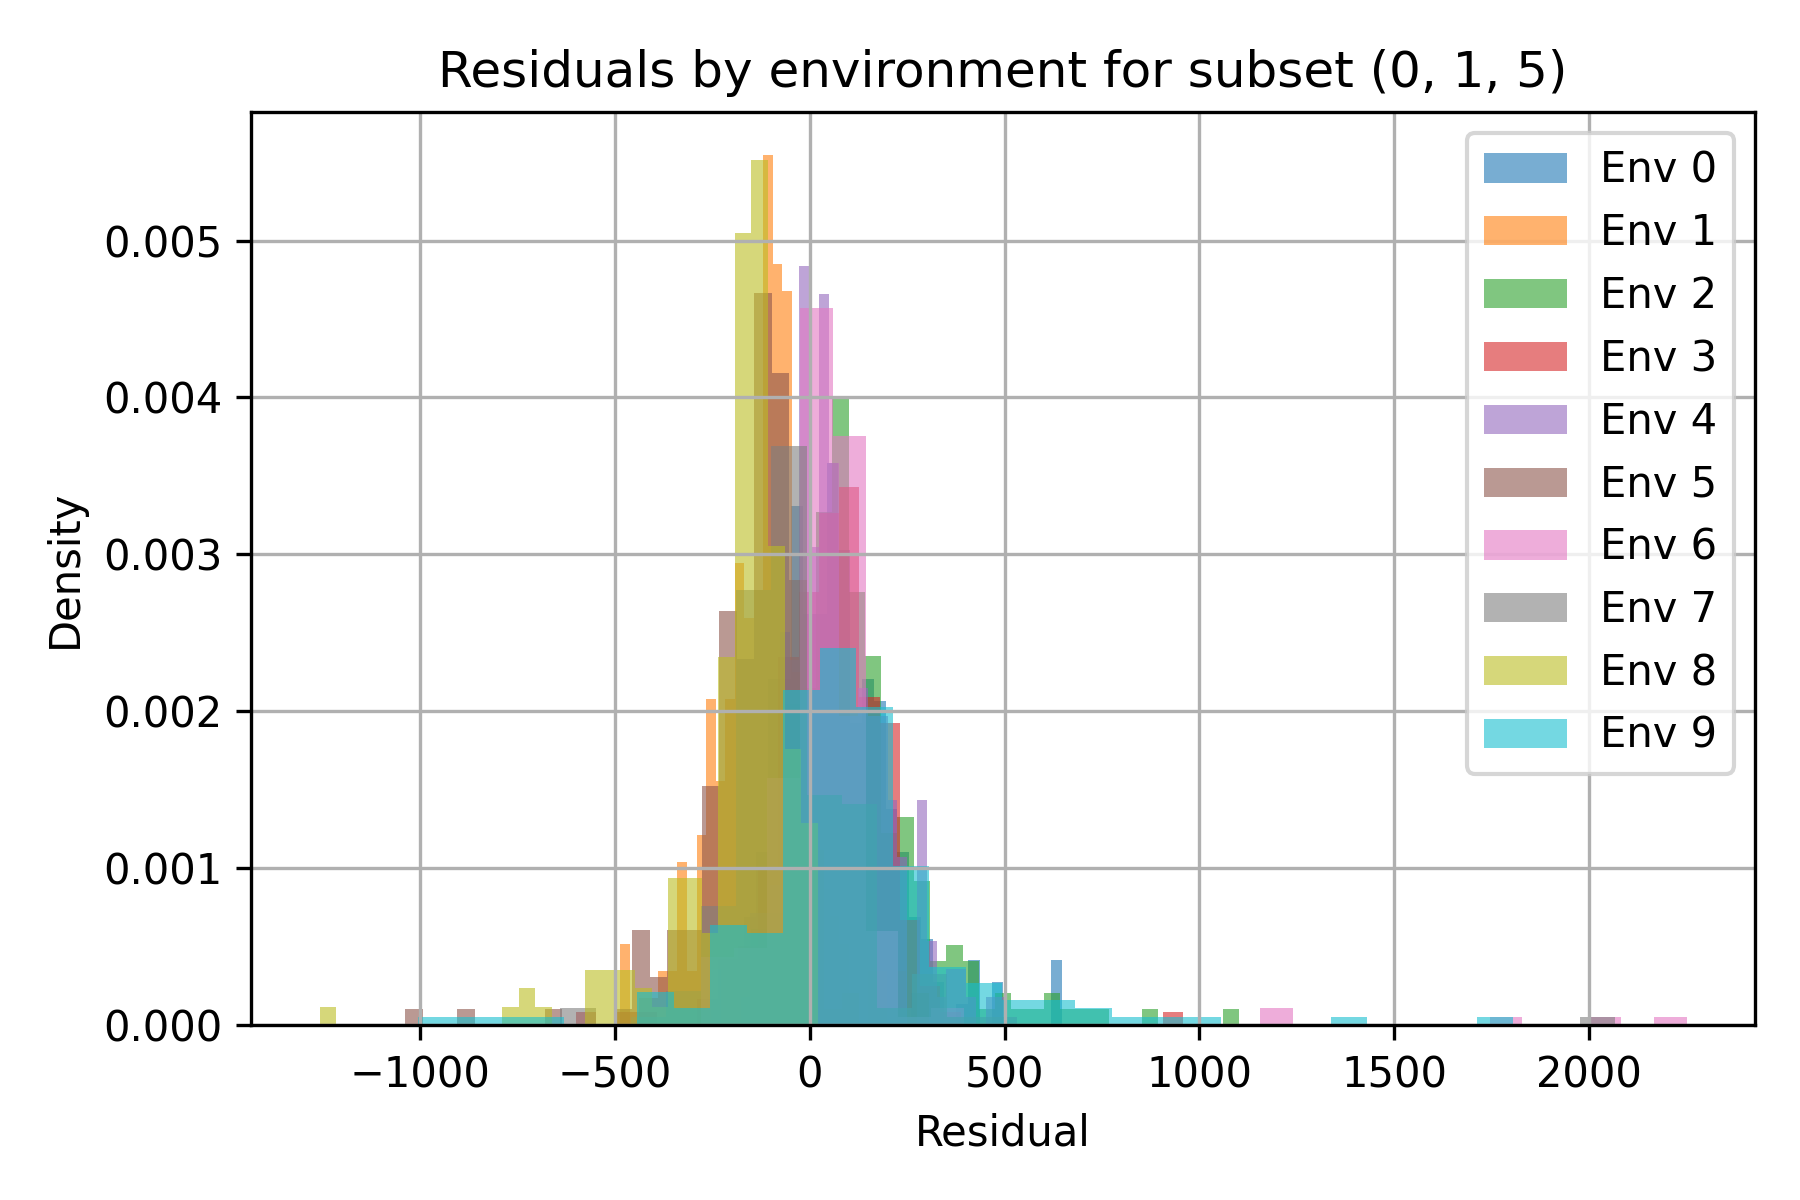 Residuals by environment for subset (0, 1, 5)
Density
0.005
0.004
0.003
0.002
0.001
0.000
−1000
−500
0
500
1000
1500
2000
Residual
Env 0
Env 1
Env 2
Env 3
Env 4
Env 5
Env 6
Env 7
Env 8
Env 9